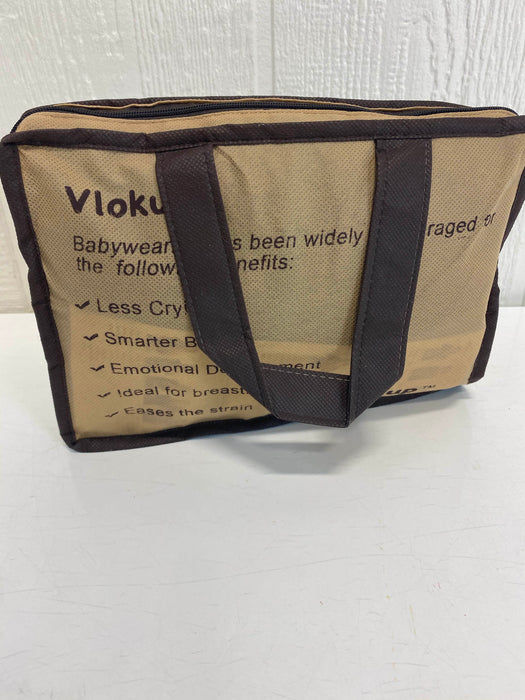 Vloku
Babywear s been widely raged or
the follow nefits:
Less Cry
Smarter B
Emotional D ment
Ideal for breast
Eases the strain
up™